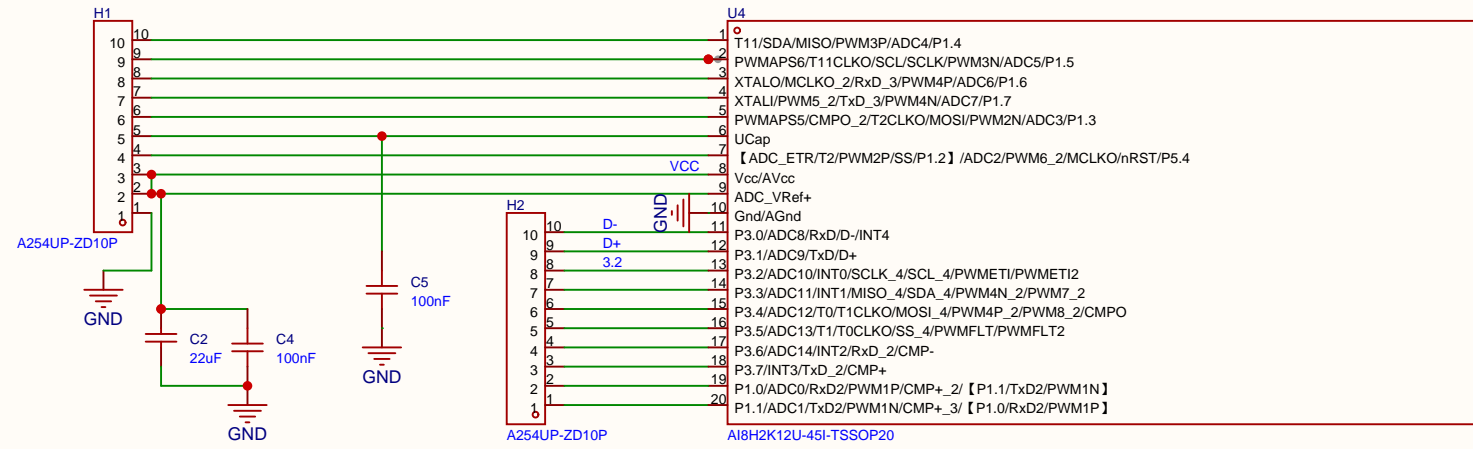 H1
10 10
9 9
8 8
7 7
6 6
5 5
4 4
3 3
2 2
1 1
A254UP-ZD10P
GND
C2
22uF
C4
100nF
GND
C5
100nF
GND
VCC
GND
H2
10 10 D-
9 9 D+
8 8 3.2
7 7
6 6
5 5
4 4
3 3
2 2
1 1
A254UP-ZD10P
U4
1 T11/SDA/MISO/PWM3P/ADC4/P1.4
2 PWMAPS6/T11CLKO/SCL/SCLK/PWM3N/ADC5/P1.5
3 XTALO/MCLKO_2/RxD_3/PWM4P/ADC6/P1.6
4 XTALI/PWM5_2/TxD_3/PWM4N/ADC7/P1.7
5 PWMAPS5/CMPO_2/T2CLKO/MOSI/PWM2N/ADC3/P1.3
6 UCap
7 【ADC_ETR/T2/PWM2P/SS/P1.2】/ADC2/PWM6_2/MCLKO/nRST/P5.4
8 Vcc/AVcc
9 ADC_VRef+
10 Gnd/AGnd
11 P3.0/ADC8/RxD/D-/INT4
12 P3.1/ADC9/TxD/D+
13 P3.2/ADC10/INT0/SCLK_4/SCL_4/PWMETI/PWMETI2
14 P3.3/ADC11/INT1/MISO_4/SDA_4/PWM4N_2/PWM7_2
15 P3.4/ADC12/T0/T1CLKO/MOSI_4/PWM4P_2/PWM8_2/CMPO
16 P3.5/ADC13/T1/T0CLKO/SS_4/PWMFLT/PWMFLT2
17 P3.6/ADC14/INT2/RxD_2/CMP-
18 P3.7/INT3/TxD_2/CMP+
19 P1.0/ADC0/RxD2/PWM1P/CMP+_2/【P1.1/TxD2/PWM1N】
20 P1.1/ADC1/TxD2/PWM1N/CMP+_3/【P1.0/RxD2/PWM1P】
AI8H2K12U-45I-TSSOP20